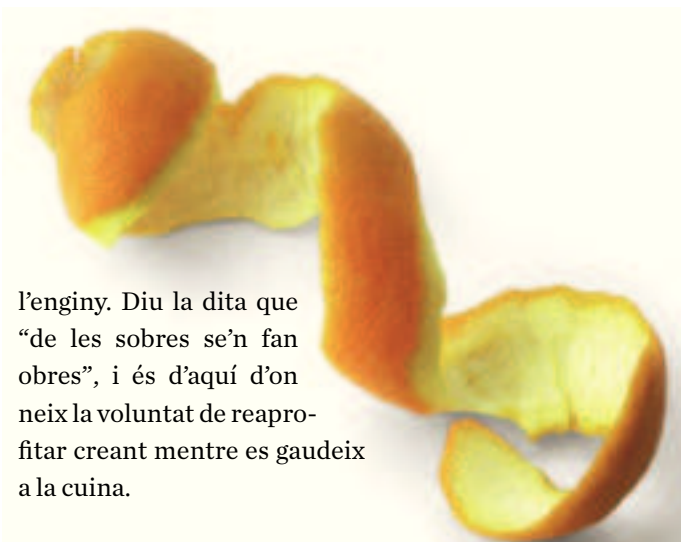 l’enginy. Diu la dita que
“de les sobres se’n fan
obres”, i és d’aquí d’on
neix la voluntat de reapro-
fitar creant mentre es gaudeix
a la cuina.